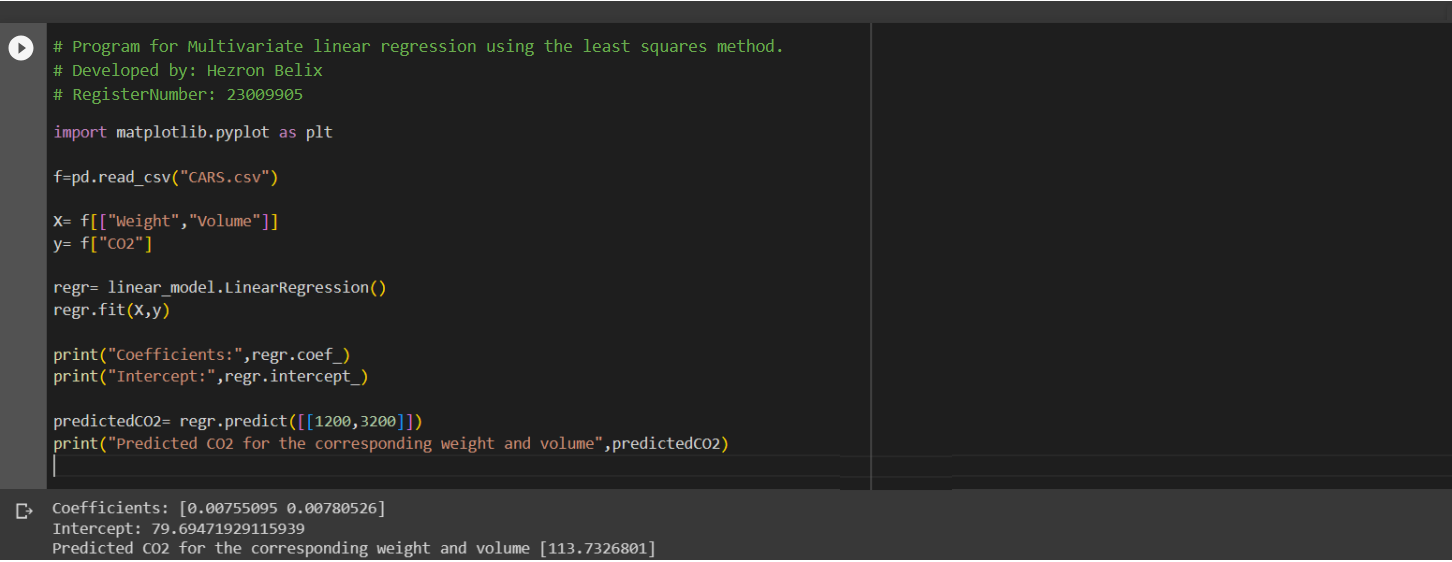 # Program for Multivariate linear regression using the least squares method.
# Developed by: Hezron Belix
# RegisterNumber: 23009905
import matplotlib.pyplot as plt
f=pd.read_csv("CARS.csv")
X= f[["Weight","Volume"]]
y= f["CO2"]
regr= linear_model.LinearRegression()
regr.fit(X,y)
print("Coefficients:",regr.coef_)
print("Intercept:",regr.intercept_)
predictedCO2= regr.predict([[1200,3200]])
print("Predicted CO2 for the corresponding weight and volume",predictedCO2)
Coefficients: [0.00755095 0.00780526]
Intercept: 79.69471929115939
Predicted CO2 for the corresponding weight and volume [113.7326801]